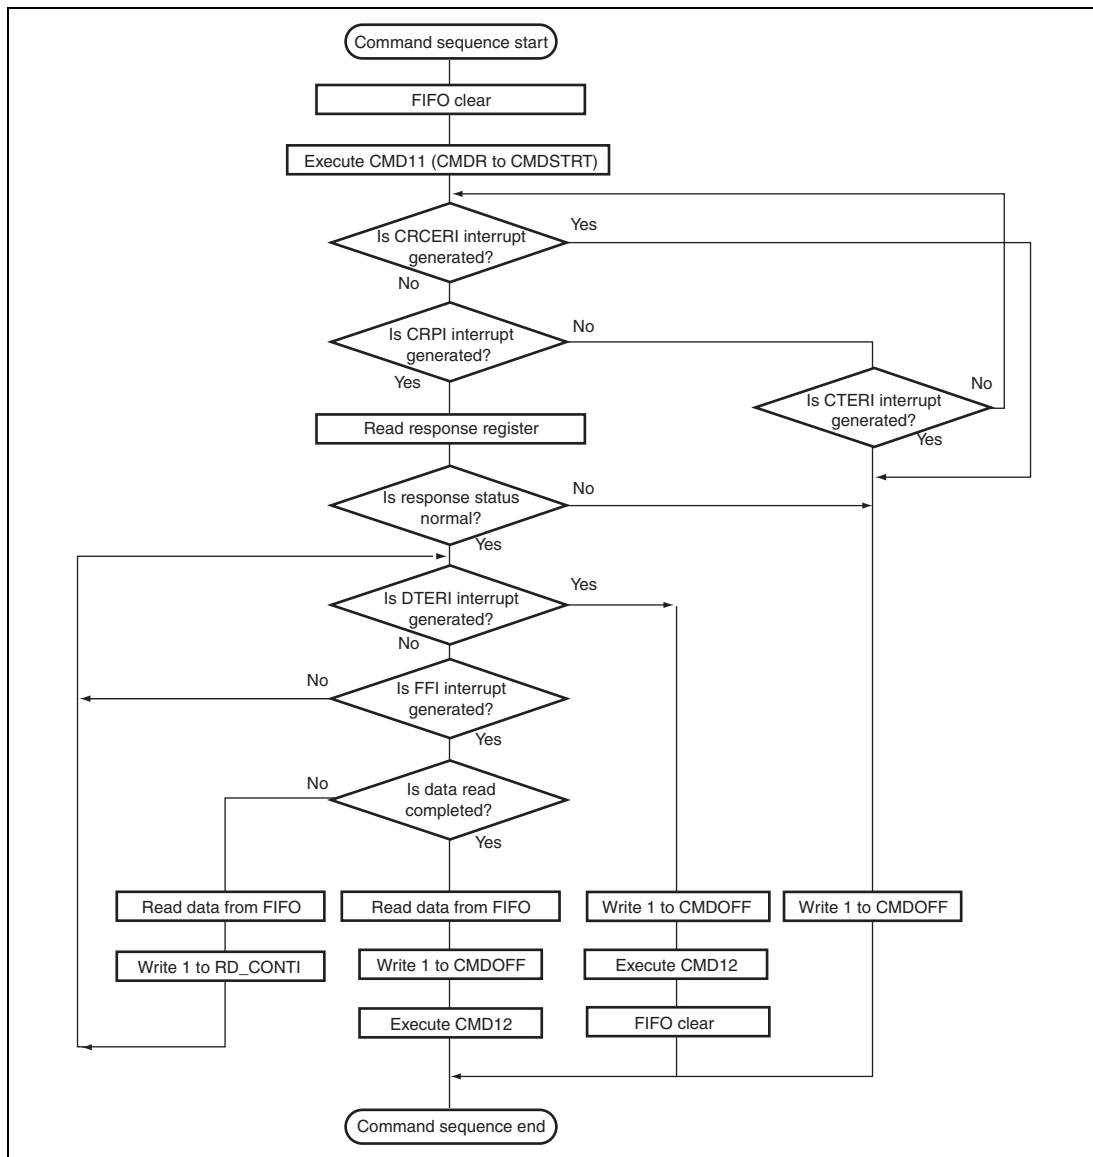 Command sequence start
FIFO clear
Execute CMD11 (CMDR to CMDSTRT)
Is CRCERI interrupt
generated?
Yes
No
Is CRPI interrupt
generated?
No
Yes
Is CTERI interrupt
generated?
No
Yes
Read response register
Is response status
normal?
No
Yes
Is DTERI interrupt
generated?
Yes
No
Is FFI interrupt
generated?
No
Yes
Is data read
completed?
No
Yes
Read data from FIFO
Write 1 to RD_CONTI
Read data from FIFO
Write 1 to CMDOFF
Execute CMD12
Write 1 to CMDOFF
Execute CMD12
FIFO clear
Write 1 to CMDOFF
Command sequence end